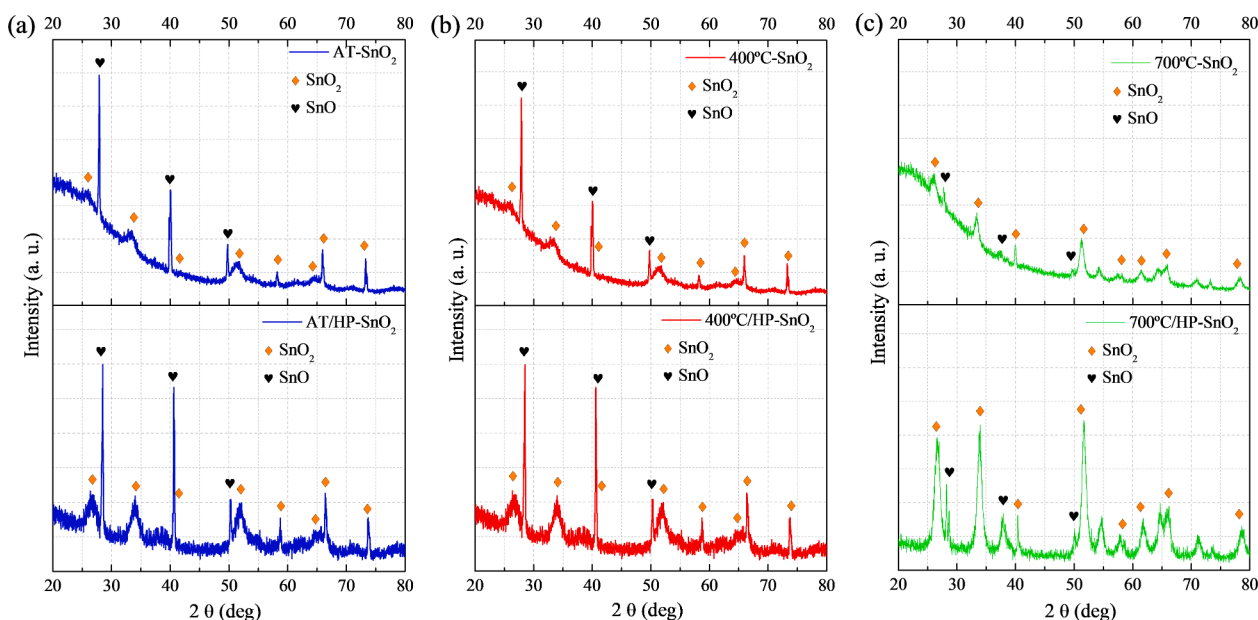 (a)
20 30 40 50 60 70 80
AT-SnO₂
SnO₂
SnO
AT/HP-SnO₂
SnO₂
SnO
Intensity (a. u.)
20 30 40 50 60 70 80
2 θ (deg)
(b)
20 30 40 50 60 70 80
400ºC-SnO₂
SnO₂
SnO
400ºC/HP-SnO₂
SnO₂
SnO
Intensity (a. u.)
20 30 40 50 60 70 80
2 θ (deg)
(c)
20 30 40 50 60 70 80
700ºC-SnO₂
SnO₂
SnO
700ºC/HP-SnO₂
SnO₂
SnO
Intensity (a. u.)
20 30 40 50 60 70 80
2 θ (deg)